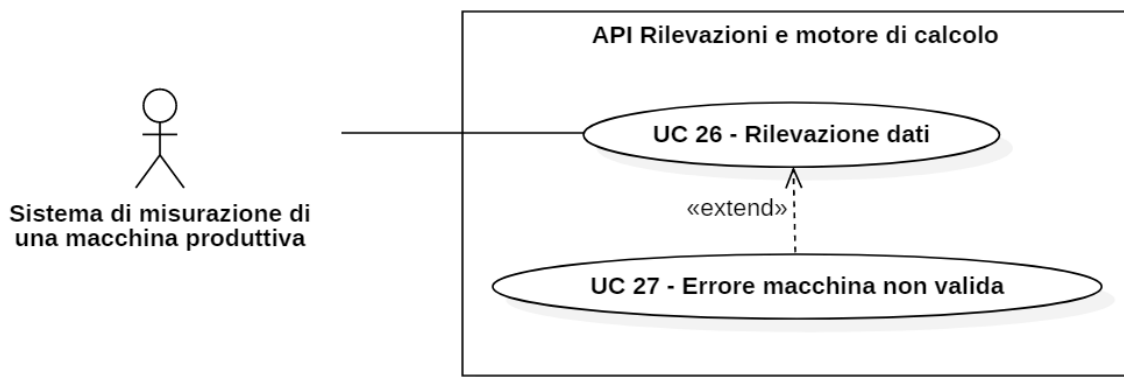 API Rilevazioni e motore di calcolo
UC 26 - Rilevazione dati
«extend»
Sistema di misurazione di
una macchina produttiva
UC 27 - Errore macchina non valida